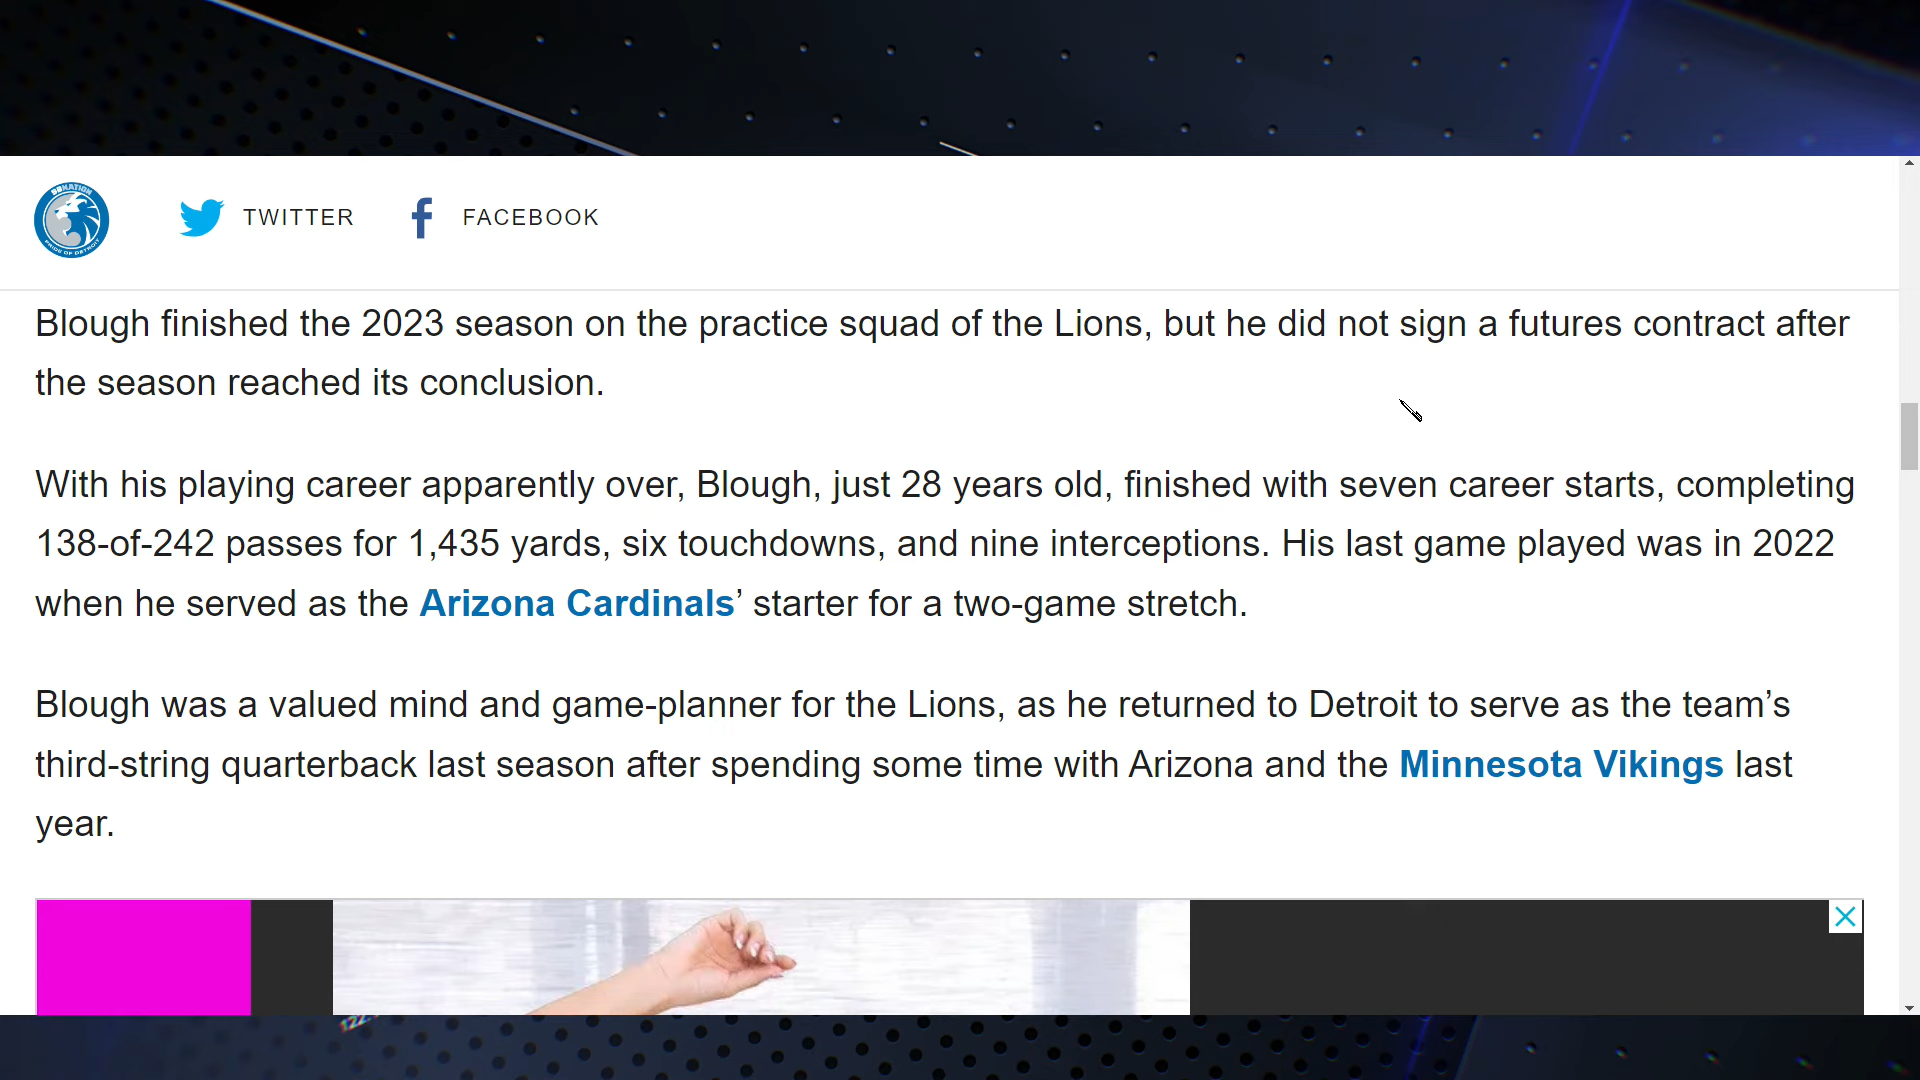 SBNATION
PRIDE OF DETROIT
TWITTER
FACEBOOK
Blough finished the 2023 season on the practice squad of the Lions, but he did not sign a futures contract after
the season reached its conclusion.
With his playing career apparently over, Blough, just 28 years old, finished with seven career starts, completing
138-of-242 passes for 1,435 yards, six touchdowns, and nine interceptions. His last game played was in 2022
when he served as the Arizona Cardinals’ starter for a two-game stretch.
Blough was a valued mind and game-planner for the Lions, as he returned to Detroit to serve as the team’s
third-string quarterback last season after spending some time with Arizona and the Minnesota Vikings last
year.